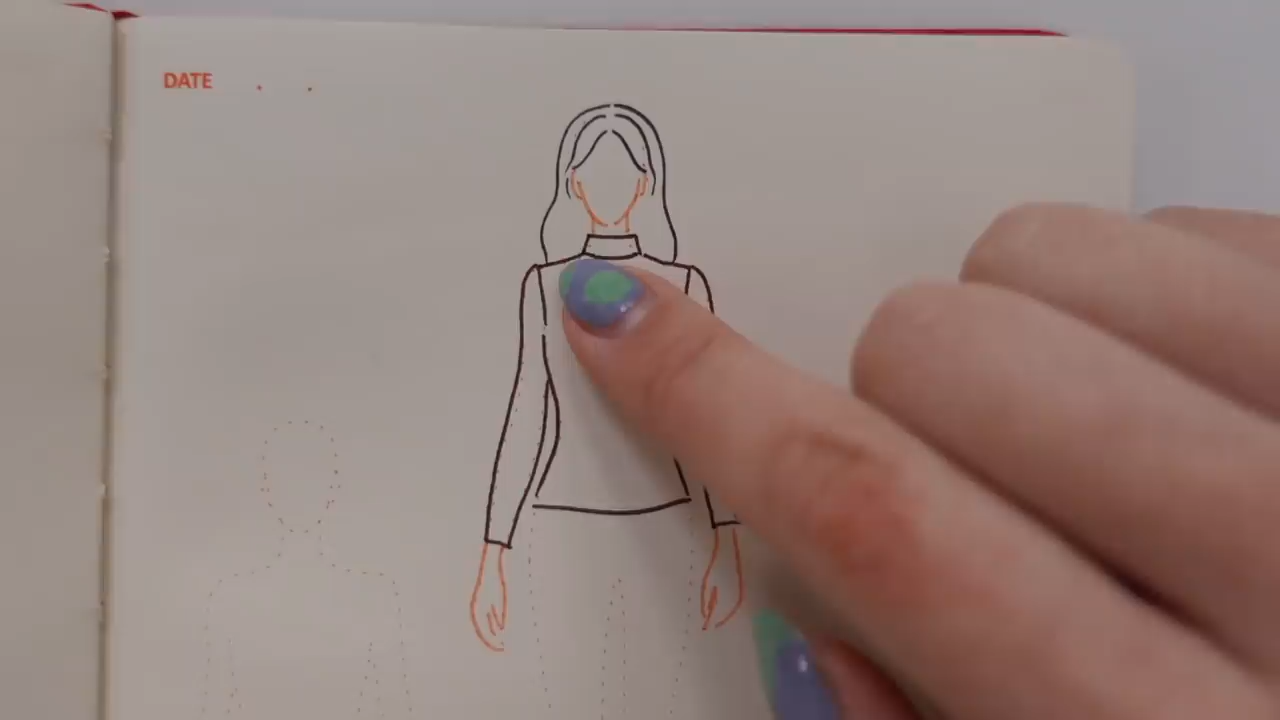 DATE . .